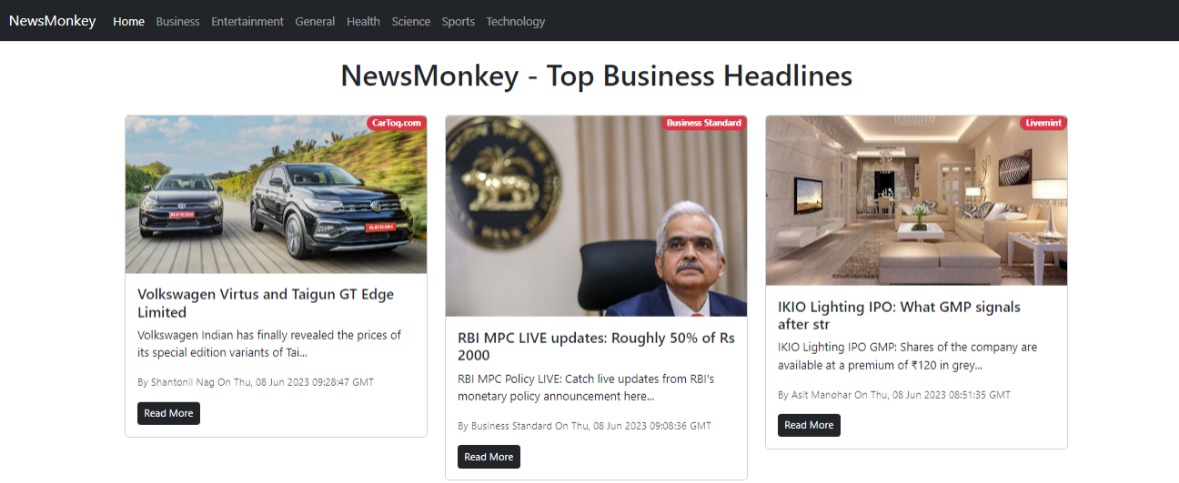 NewsMonkey Home Business Entertainment General Health Science Sports Technology
NewsMonkey - Top Business Headlines
CarToq.com
Volkswagen Virtus and Taigun GT Edge
Limited
Volkswagen Indian has finally revealed the prices of
its special edition variants of Tai...
By Shantonil Nag On Thu, 08 Jun 2023 09:28:47 GMT
Read More
Business Standard
RBI MPC LIVE updates: Roughly 50% of Rs
2000
RBI MPC Policy LIVE: Catch live updates from RBI's
monetary policy announcement here...
By Business Standard On Thu, 08 Jun 2023 09:08:36 GMT
Read More
Livemint
IKIO Lighting IPO: What GMP signals
after str
IKIO Lighting IPO GMP: Shares of the company are
available at a premium of ₹120 in grey...
By Asit Manohar On Thu, 08 Jun 2023 08:51:35 GMT
Read More